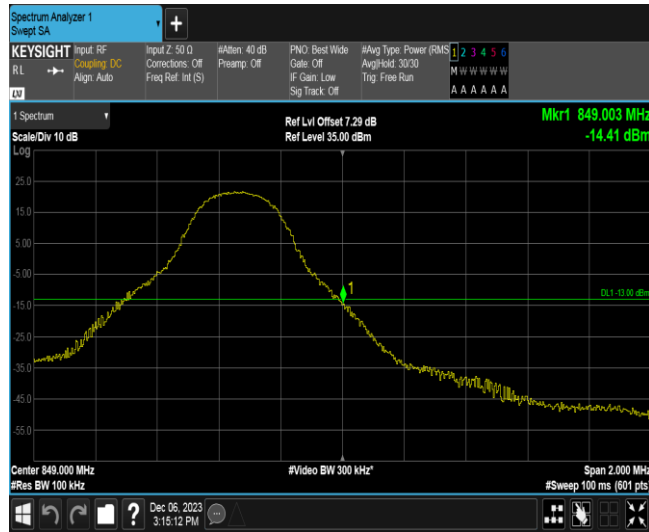 Spectrum Analyzer 1
Swept SA
KEYSIGHT
RL
LXI
Input: RF
Coupling: DC
Align: Auto
Input Z: 50 Ω
Corrections: Off
Freq Ref: Int (S)
#Atten: 40 dB
Preamp: Off
PNO: Best Wide
Gate: Off
IF Gain: Low
Sig Track: Off
#Avg Type: Power (RMS
Avg|Hold: 30/30
Trig: Free Run
1 2 3 4 5 6
M W W W W W
A A A A A A
1 Spectrum
Scale/Div 10 dB
Log
Ref Lvl Offset 7.29 dB
Ref Level 35.00 dBm
Mkr1 849.003 MHz
-14.41 dBm
25.0
15.0
5.00
-5.00
-15.0
-25.0
-35.0
-45.0
-55.0
1
DL1 -13.00 dBm
Center 849.000 MHz
#Res BW 100 kHz
#Video BW 300 kHz*
Span 2.000 MHz
#Sweep 100 ms (601 pts)
?
Dec 06, 2023
3:15:12 PM